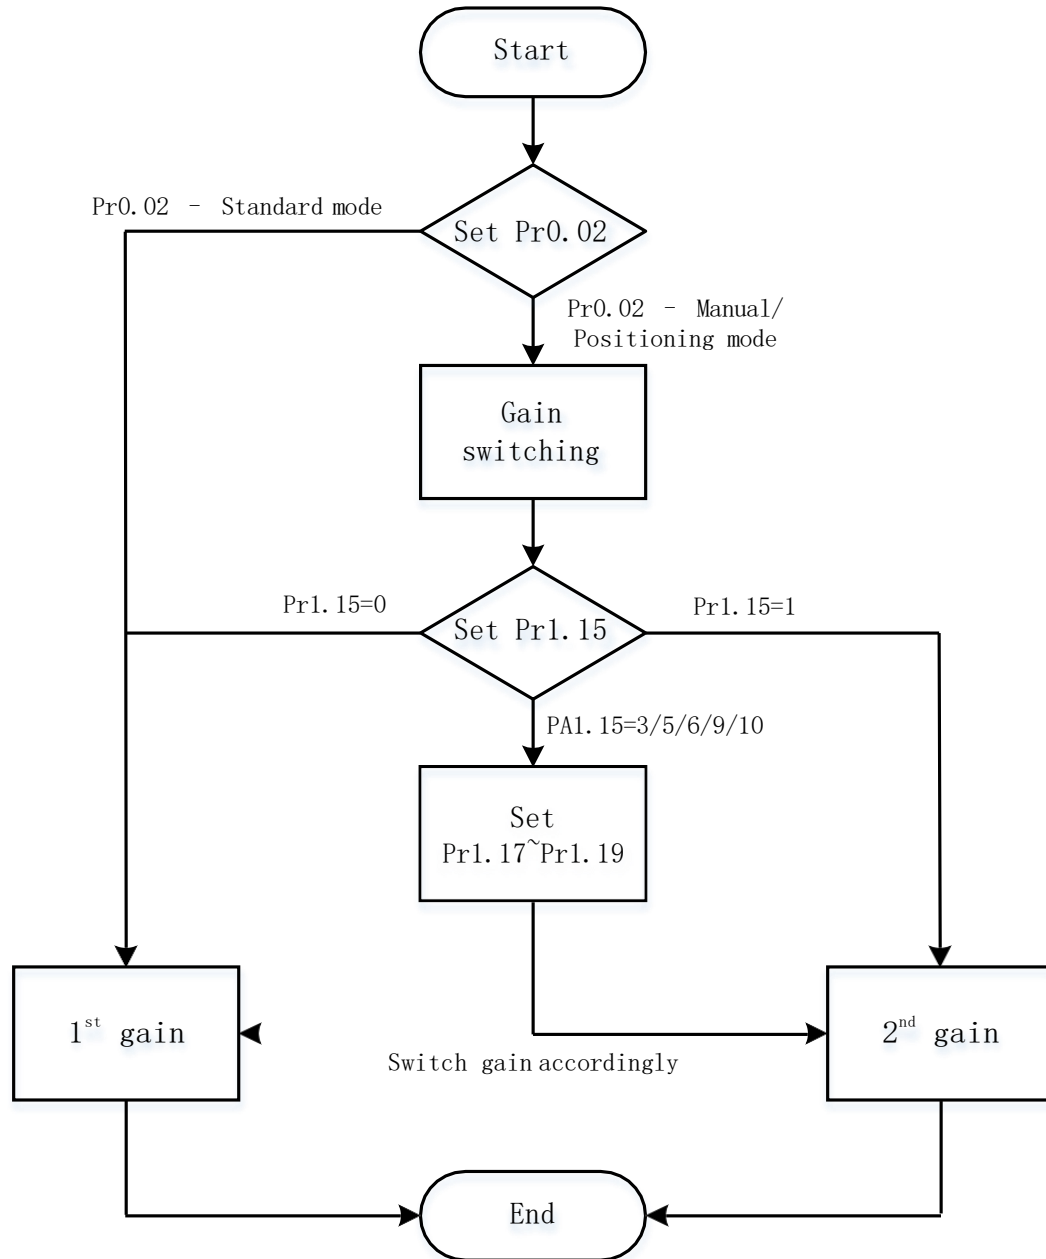 Start
Pr0.02 - Standard mode
Set Pr0.02
Pr0.02 - Manual/
Positioning mode
Gain
switching
Pr1.15=0
Set Pr1.15
Pr1.15=1
PA1.15=3/5/6/9/10
Set
Pr1.17~Pr1.19
1st gain
2nd gain
Switch gain accordingly
End